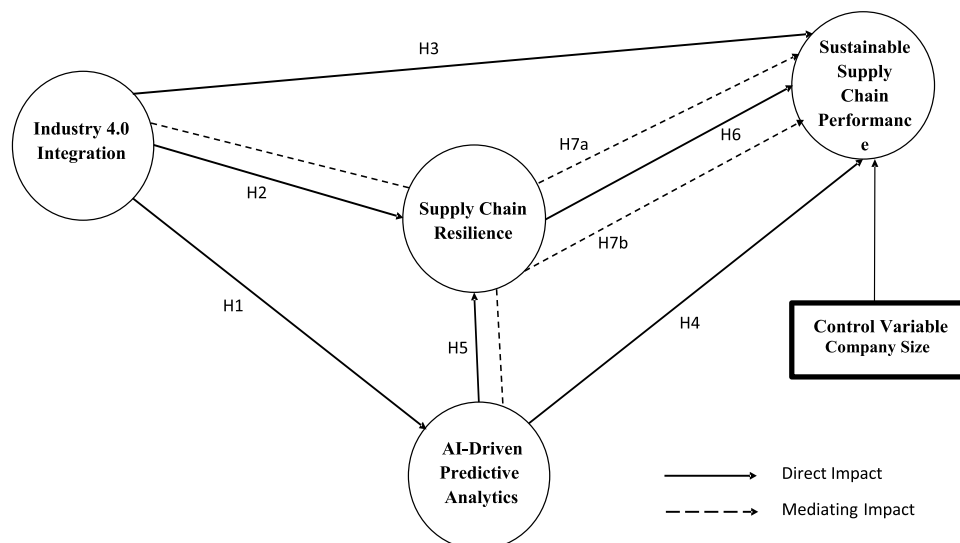 H3
Sustainable
Supply
Chain
Performanc
e
Industry 4.0
Integration
H7a
H6
H2
Supply Chain
Resilience
H7b
H1
H4
Control Variable
Company Size
H5
AI-Driven
Predictive
Analytics
Direct Impact
Mediating Impact